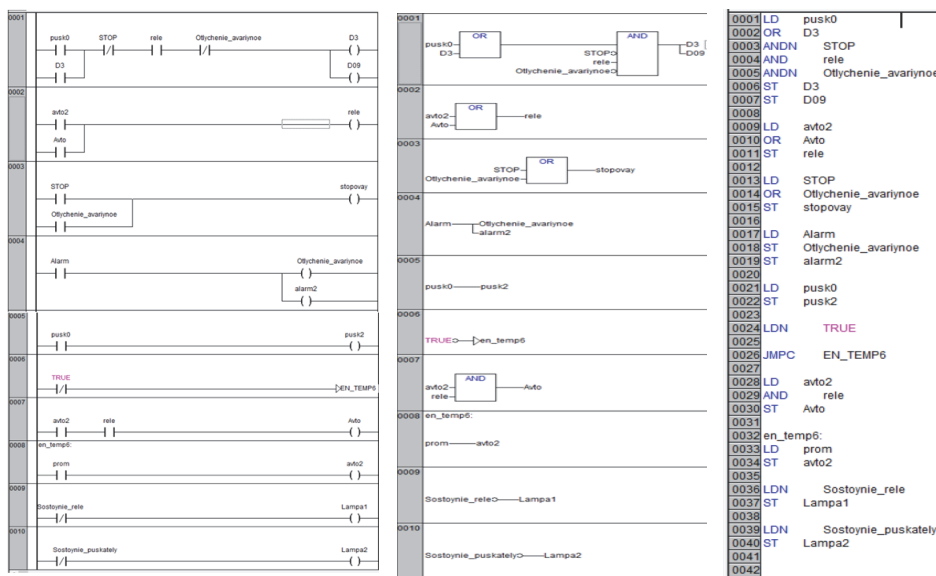 0001
pusk0 STOP rele Otlychenie_avariynoe D3
D3 D09
0002
avto2 rele
Avto
0003
STOP stopovay
Otlychenie_avariynoe
0004
Alarm Otlychenie_avariynoe
alarm2
0005
pusk0 pusk2
0006
TRUE EN_TEMP6
0007
avto2 rele Avto
0008 en_temp6:
prom avto2
0009
Sostoynie_rele Lampa1
0010
Sostoynie_puskately Lampa2
0001
OR AND
pusk0 D3
D3 STOP D09
rele
Otlychenie_avariynoe
0002
OR
avto2 rele
Avto
0003
OR
STOP stopovay
Otlychenie_avariynoe
0004
Alarm Otlychenie_avariynoe
alarm2
0005
pusk0 pusk2
0006
TRUE en_temp6
0007
AND
avto2 Avto
rele
0008 en_temp6:
prom avto2
0009
Sostoynie_rele Lampa1
0010
Sostoynie_puskately Lampa2
0001 LD pusk0
0002 OR D3
0003 ANDN STOP
0004 AND rele
0005 ANDN Otlychenie_avariynoe
0006 ST D3
0007 ST D09
0008
0009 LD avto2
0010 OR Avto
0011 ST rele
0012
0013 LD STOP
0014 OR Otlychenie_avariynoe
0015 ST stopovay
0016
0017 LD Alarm
0018 ST Otlychenie_avariynoe
0019 ST alarm2
0020
0021 LD pusk0
0022 ST pusk2
0023
0024 LDN TRUE
0025
0026 JMPC EN_TEMP6
0027
0028 LD avto2
0029 AND rele
0030 ST Avto
0031
0032 en_temp6:
0033 LD prom
0034 ST avto2
0035
0036 LDN Sostoynie_rele
0037 ST Lampa1
0038
0039 LDN Sostoynie_puskately
0040 ST Lampa2
0041
0042